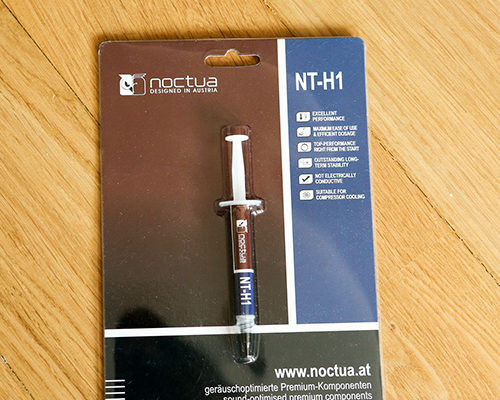 noctua
DESIGNED IN AUSTRIA
NT-H1
EXCELLENT
PERFORMANCE
MAXIMUM EASE OF USE
& EFFICIENT DOSAGE
TOP-PERFORMANCE
RIGHT FROM THE START
OUTSTANDING LONG-
TERM STABILITY
NOT ELECTRICALLY
CONDUCTIVE
SUITABLE FOR
COMPRESSOR COOLING
noctua
NT-H1
www.noctua.at
geräuschoptimierte Premium-Komponenten
sound-optimised premium components